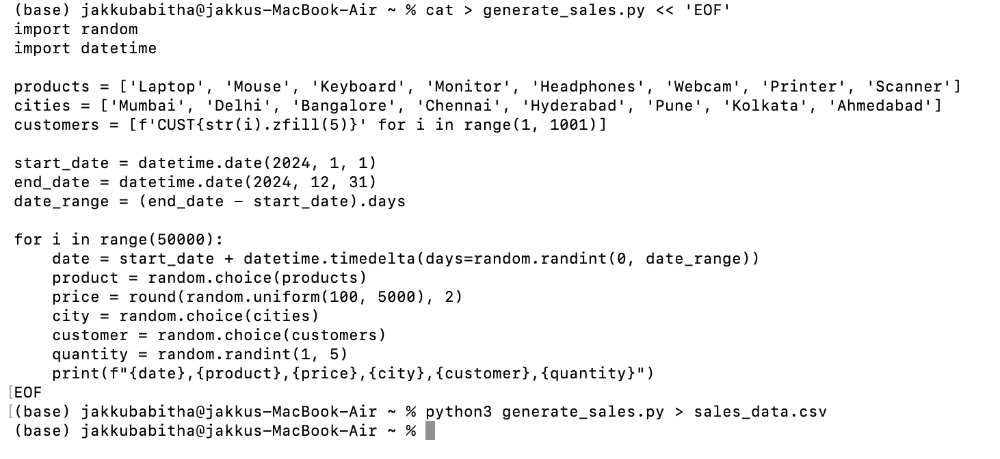 (base) jakkubabitha@jakkus-MacBook-Air ~ % cat > generate_sales.py << 'EOF'
import random
import datetime

products = ['Laptop', 'Mouse', 'Keyboard', 'Monitor', 'Headphones', 'Webcam', 'Printer', 'Scanner']
cities = ['Mumbai', 'Delhi', 'Bangalore', 'Chennai', 'Hyderabad', 'Pune', 'Kolkata', 'Ahmedabad']
customers = [f'CUST{str(i).zfill(5)}' for i in range(1, 1001)]

start_date = datetime.date(2024, 1, 1)
end_date = datetime.date(2024, 12, 31)
date_range = (end_date - start_date).days

for i in range(50000):
    date = start_date + datetime.timedelta(days=random.randint(0, date_range))
    product = random.choice(products)
    price = round(random.uniform(100, 5000), 2)
    city = random.choice(cities)
    customer = random.choice(customers)
    quantity = random.randint(1, 5)
    print(f"{date},{product},{price},{city},{customer},{quantity}")
[EOF
[(base) jakkubabitha@jakkus-MacBook-Air ~ % python3 generate_sales.py > sales_data.csv
(base) jakkubabitha@jakkus-MacBook-Air ~ %